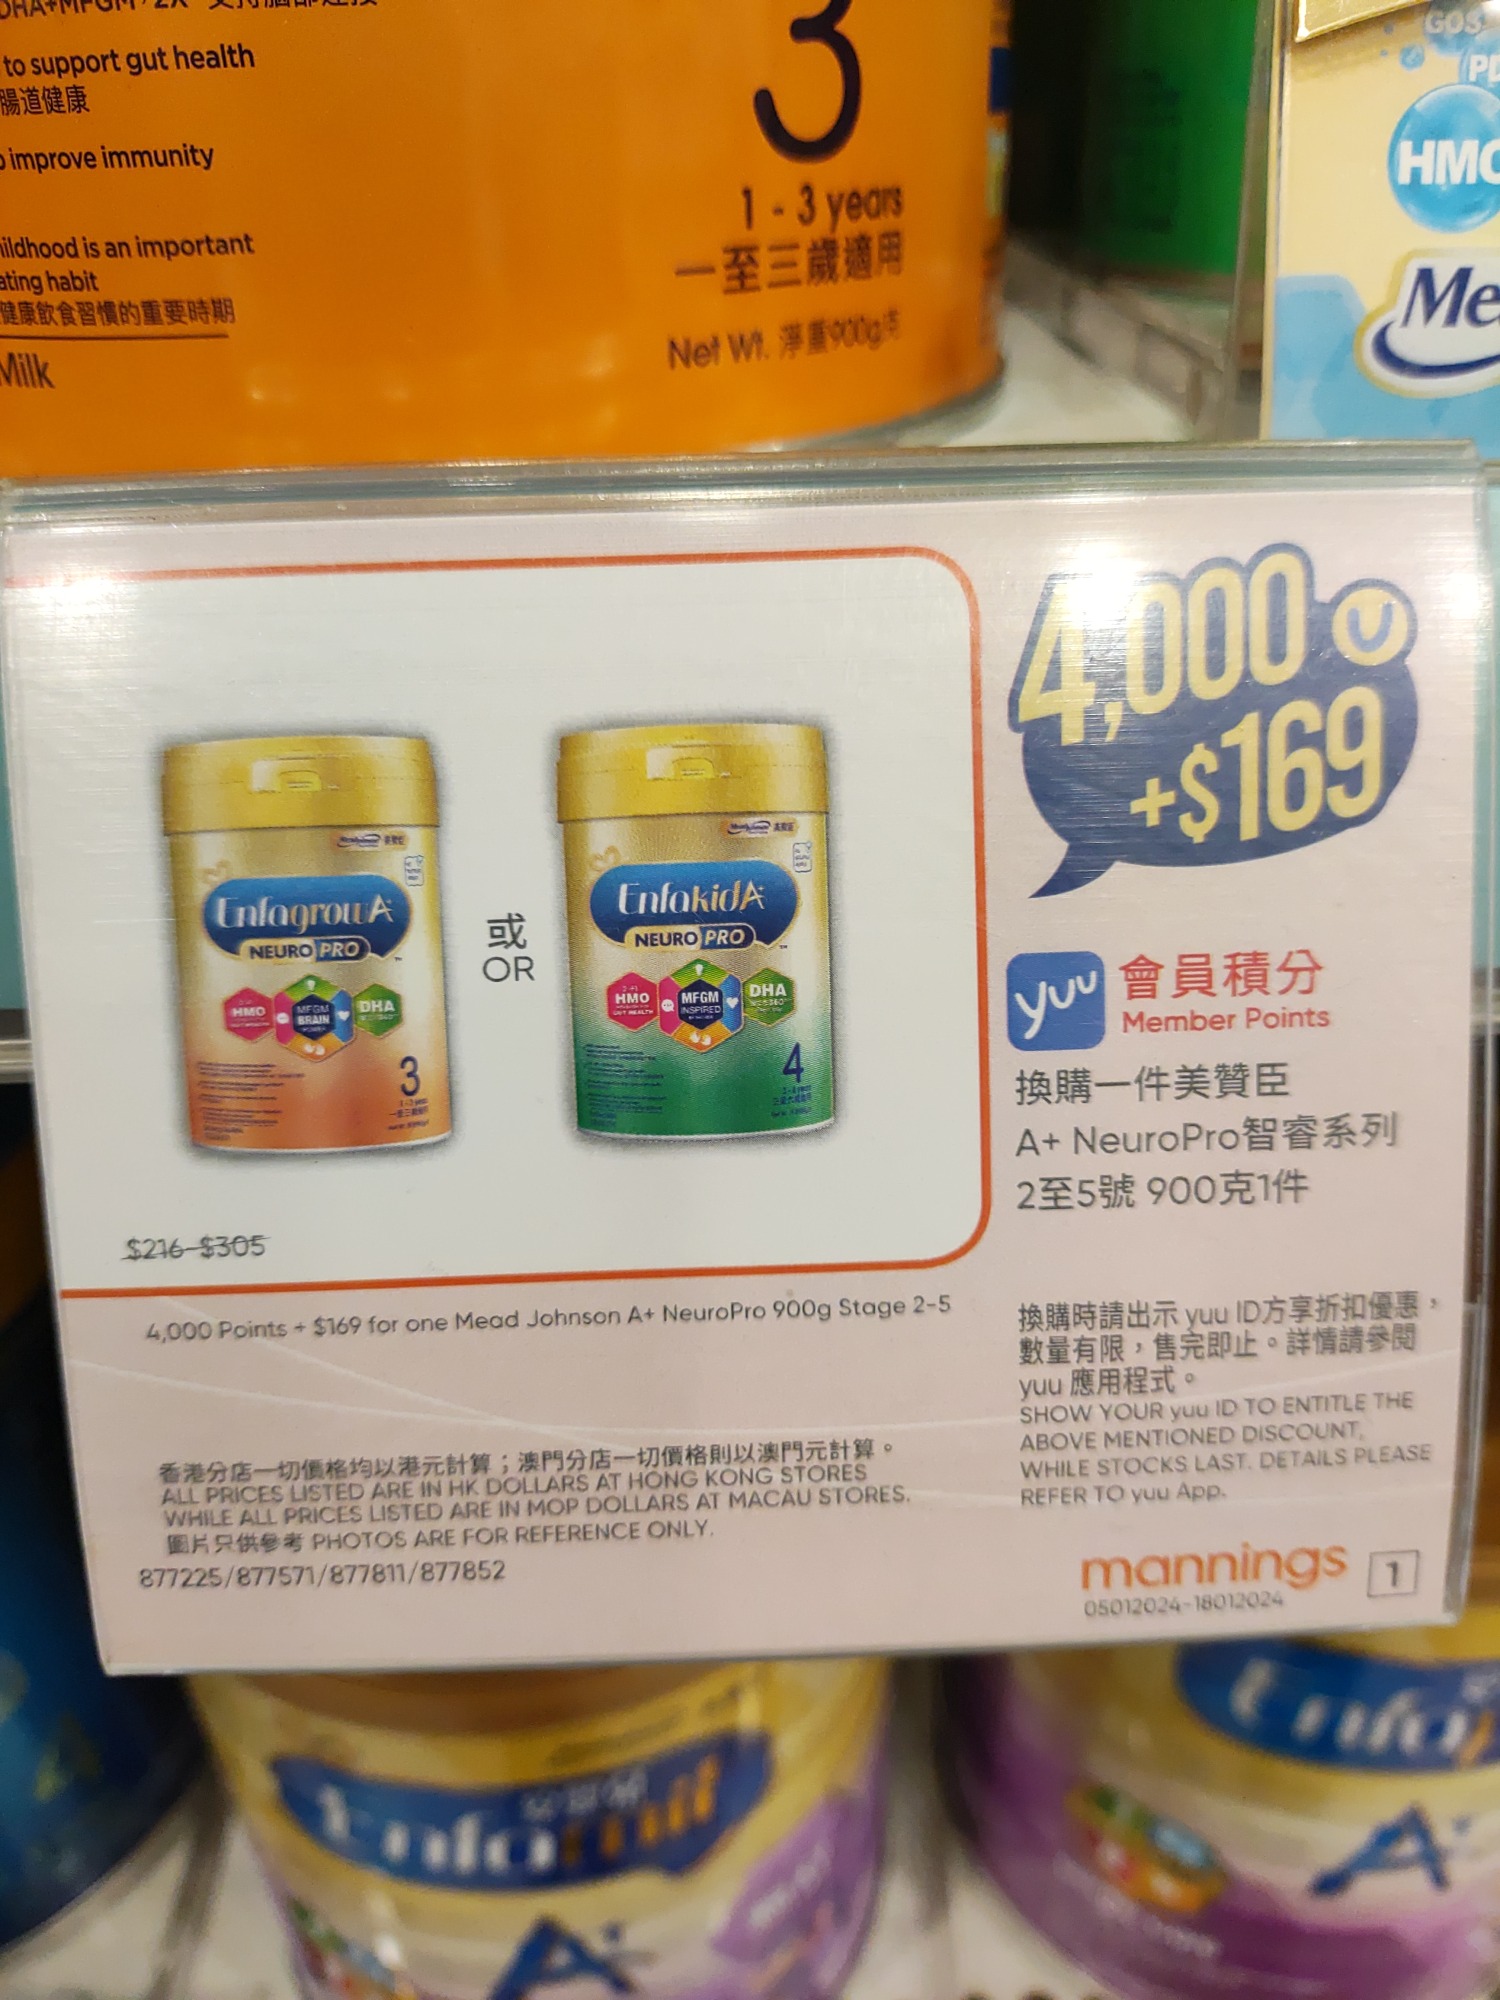 to support gut health
腸道健康
improve immunity
is an important
habit
健康飲食習慣的重要時期
Milk
3
1 - 3 years
一至三歲適用
Net Wt. 淨重900g克
HMO
4,000
+$169
EnfagrowA+
NEURO PRO
HMO
MFGM
BRAIN
DHA
3
或
OR
EnfakidA+
NEURO PRO
HMO
MFGM
INSPIRED
DHA
4
$216-$305
yuu 會員積分
Member Points
換購一件美贊臣
A+ NeuroPro智睿系列
2至5號 900克1件
4,000 Points + $169 for one Mead Johnson A+ NeuroPro 900g Stage 2-5
換購時請出示 yuu ID方享折扣優惠，
數量有限，售完即止。詳情請參閱
yuu 應用程式。
SHOW YOUR yuu ID TO ENTITLE THE
ABOVE MENTIONED DISCOUNT,
WHILE STOCKS LAST. DETAILS PLEASE
REFER TO yuu App.
香港分店一切價格均以港元計算；澳門分店一切價格則以澳門元計算。
ALL PRICES LISTED ARE IN HK DOLLARS AT HONG KONG STORES
WHILE ALL PRICES LISTED ARE IN MOP DOLLARS AT MACAU STORES.
圖片只供參考 PHOTOS ARE FOR REFERENCE ONLY.
877225/877571/877811/877852
mannings 1
05012024-18012024
A+
A+